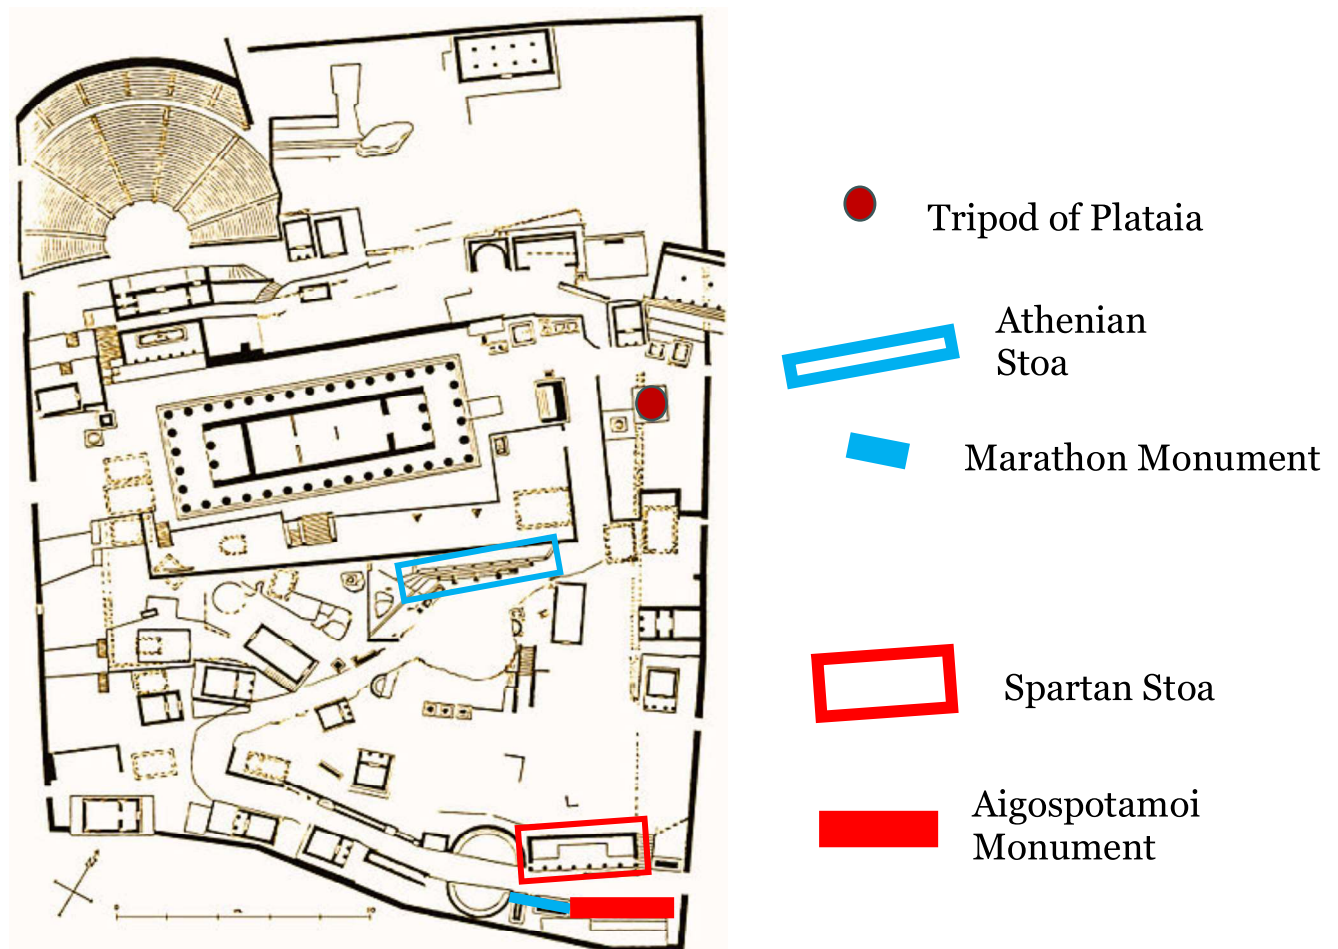 Tripod of Plataia
Athenian
Stoa
Marathon Monument
Spartan Stoa
Aigospotamoi
Monument